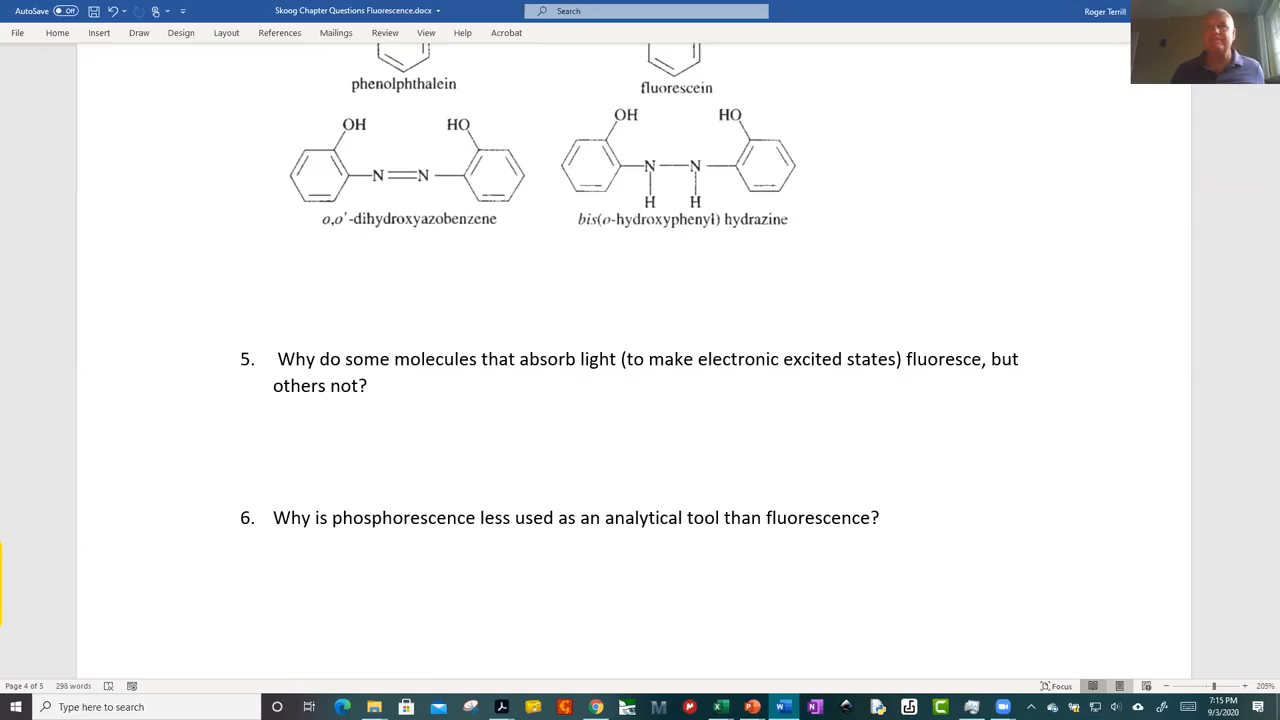 AutoSave Off
Skoog Chapter Questions Fluorescence.docx
Search
Roger Terrill
File Home Insert Draw Design Layout References Mailings Review View Help Acrobat
phenolphthalein
fluorescein
OH HO
N N
o,o'-dihydroxyazobenzene
OH HO
N N
H H
bis(o-hydroxyphenyl) hydrazine
5. Why do some molecules that absorb light (to make electronic excited states) fluoresce, but
others not?
6. Why is phosphorescence less used as an analytical tool than fluorescence?
Page 4 of 5 298 words
Focus
205%
Type here to search
7:15 PM
9/3/2020